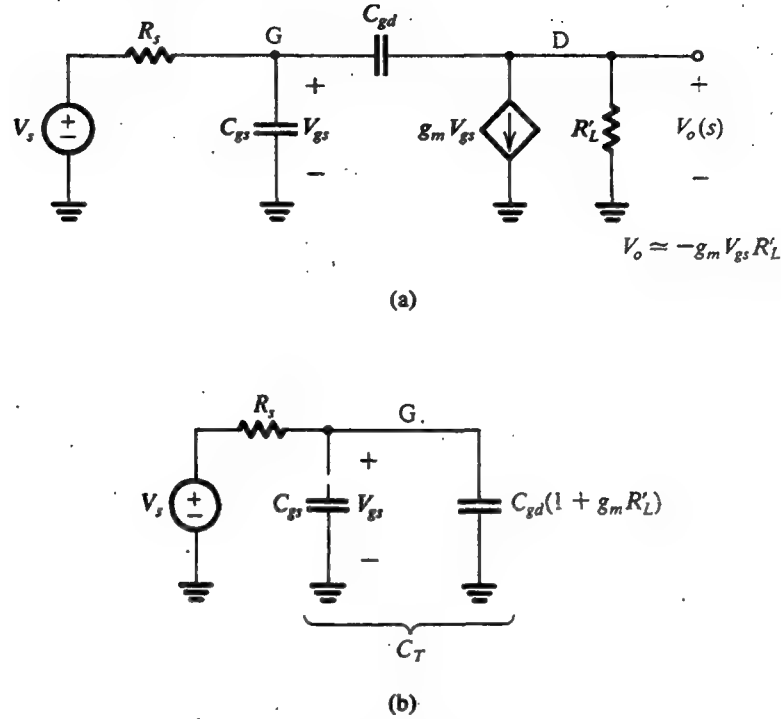 R_s G C_gd D
V_s + − C_gs + V_gs − g_m V_gs R'_L + V_o(s) −
V_o ≃ −g_m V_gs R'_L
(a)
R_s G
V_s + − C_gs + V_gs − C_gd(1 + g_m R'_L)
C_T
(b)